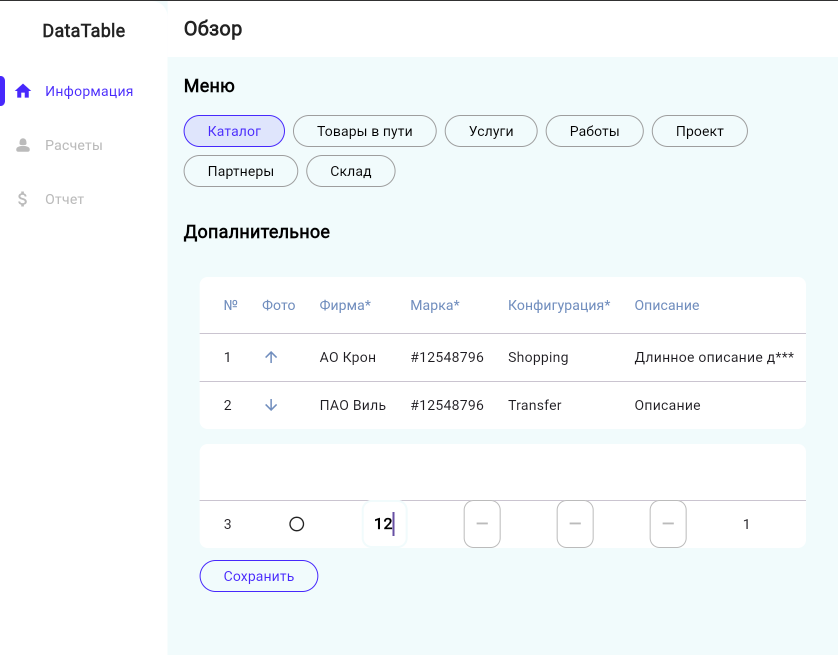 DataTable
Обзор
Информация
Расчеты
$ Отчет
Меню
Каталог Товары в пути Услуги Работы Проект
Партнеры Склад
Допалнительное
№ Фото Фирма* Марка* Конфигурация* Описание
1 ↑ АО Крон #12548796 Shopping Длинное описание д***
2 ↓ ПАО Виль #12548796 Transfer Описание
3 12 — — — 1
Сохранить